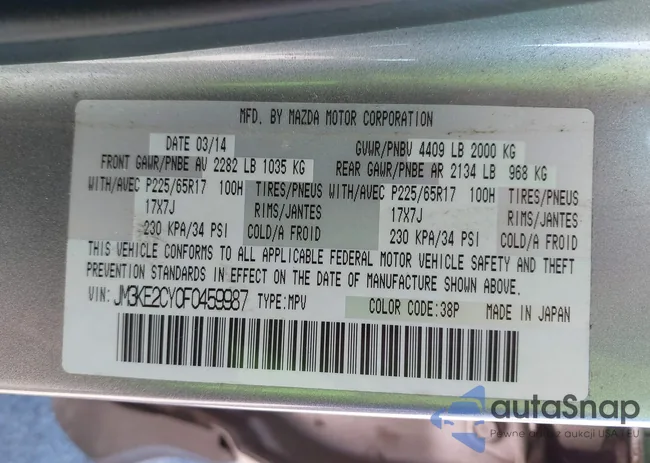 MFD. BY MAZDA MOTOR CORPORATION
DATE 03/14 GVWR/PNBV 4409 LB 2000 KG
FRONT GAWR/PNBE AV 2282 LB 1035 KG REAR GAWR/PNBE AR 2134 LB 968 KG
WITH/AVEC P225/65R17 100H TIRES/PNEUS WITH/AVEC P225/65R17 100H TIRES/PNEUS
17X7J RIMS/JANTES 17X7J RIMS/JANTES
230 KPA/34 PSI COLD/A FROID 230 KPA/34 PSI COLD/A FROID
THIS VEHICLE CONFORMS TO ALL APPLICABLE FEDERAL MOTOR VEHICLE SAFETY AND THEFT
PREVENTION STANDARDS IN EFFECT ON THE DATE OF MANUFACTURE SHOWN ABOVE.
VIN: JM3KE2CY0F0459987 TYPE:MPV COLOR CODE:38P MADE IN JAPAN
autaSnap
Pewne auta z aukcji USA i EU